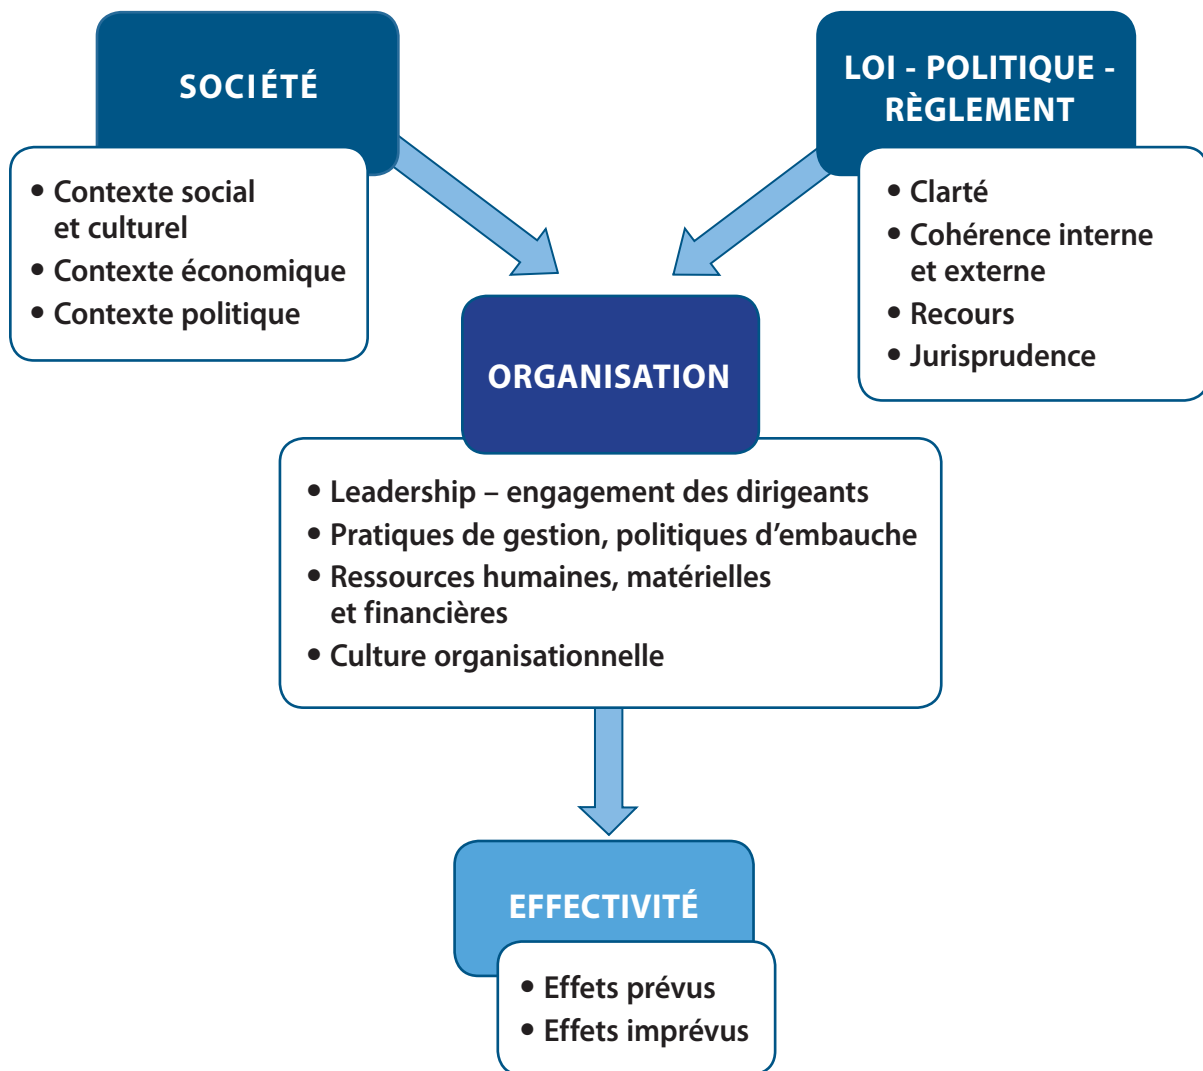 SOCIÉTÉ
• Contexte social
et culturel
• Contexte économique
• Contexte politique
LOI - POLITIQUE -
RÈGLEMENT
• Clarté
• Cohérence interne
et externe
• Recours
• Jurisprudence
ORGANISATION
• Leadership – engagement des dirigeants
• Pratiques de gestion, politiques d’embauche
• Ressources humaines, matérielles
et financières
• Culture organisationnelle
EFFECTIVITÉ
• Effets prévus
• Effets imprévus